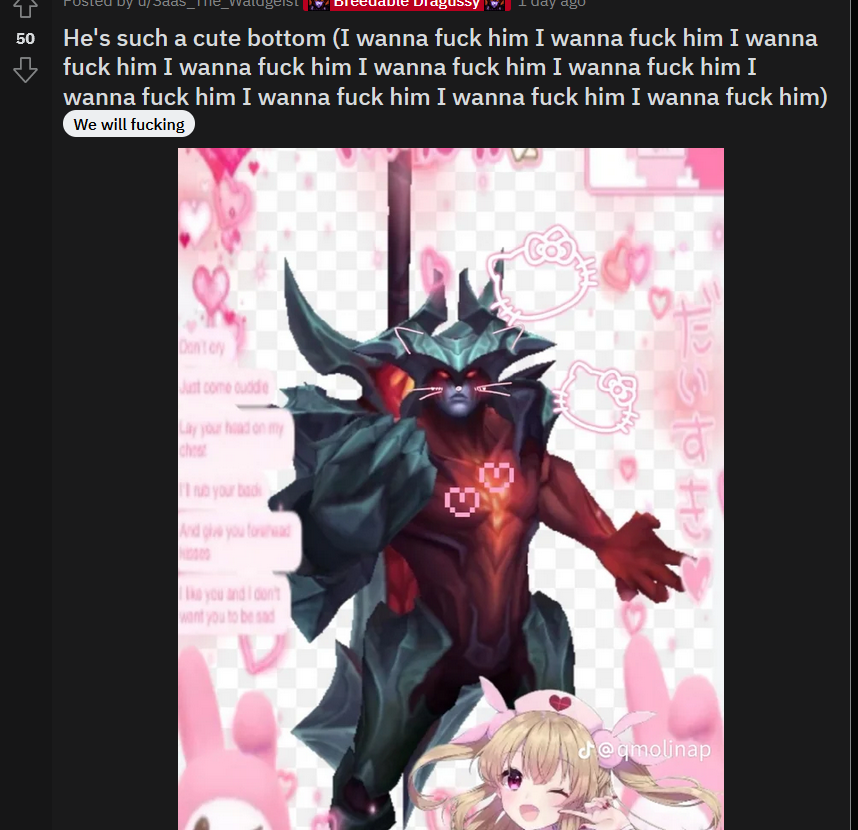 Posted by u/Saas_The_Waldgeist Breedable Dragussy 1 day ago
50
He's such a cute bottom (I wanna fuck him I wanna fuck him I wanna
fuck him I wanna fuck him I wanna fuck him I wanna fuck him I
wanna fuck him I wanna fuck him I wanna fuck him I wanna fuck him)
We will fucking
Don't cry
Just come cuddle
Lay your head on my
chest
I'll rub your back
And give you forehead
kisses
I like you and I don't
want you to be sad
だいすき
@qmolinap